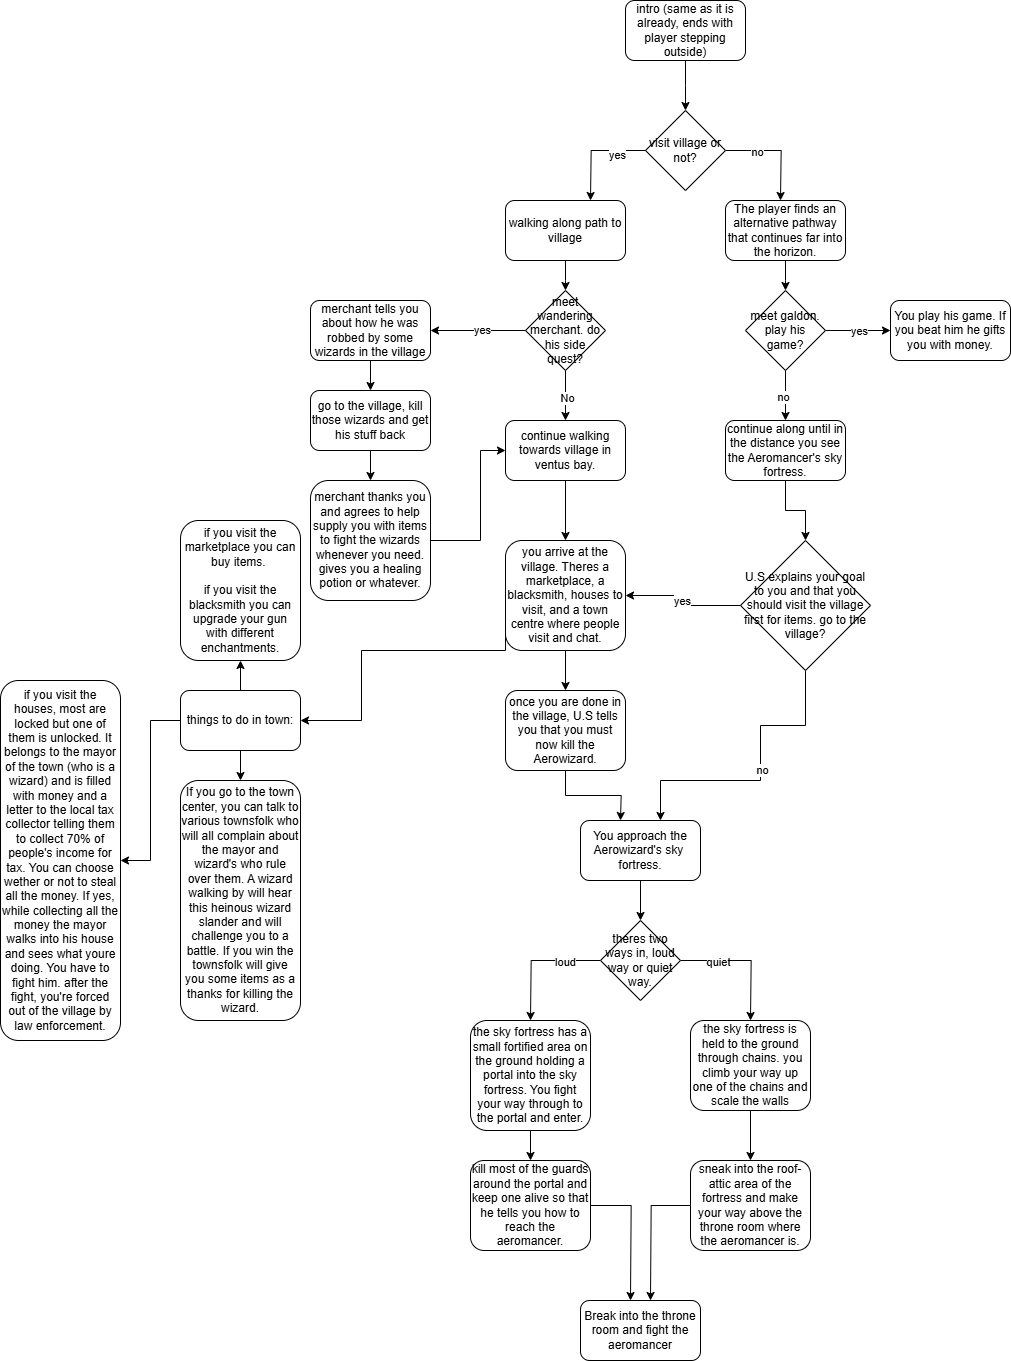 intro (same as it is
already, ends with
player stepping
outside)
visit village or
not?
yes
no
walking along path to
village
The player finds an
alternative pathway
that continues far into
the horizon.
meet
wandering
merchant. do
his side
quest?
yes
No
merchant tells you
about how he was
robbed by some
wizards in the village
meet galdon.
play his
game?
yes
no
You play his game. If
you beat him he gifts
you with money.
go to the village, kill
those wizards and get
his stuff back
continue walking
towards village in
ventus bay.
continue along until in
the distance you see
the Aeromancer's sky
fortress.
merchant thanks you
and agrees to help
supply you with items
to fight the wizards
whenever you need.
gives you a healing
potion or whatever.
if you visit the
marketplace you can
buy items.
if you visit the
blacksmith you can
upgrade your gun
with different
enchantments.
you arrive at the
village. Theres a
marketplace, a
blacksmith, houses to
visit, and a town
centre where people
visit and chat.
yes
U.S explains your goal
to you and that you
should visit the village
first for items. go to the
village?
no
if you visit the
houses, most are
locked but one of
them is unlocked. It
belongs to the mayor
of the town (who is a
wizard) and is filled
with money and a
letter to the local tax
collector telling them
to collect 70% of
people's income for
tax. You can choose
wether or not to steal
all the money. If yes,
while collecting all the
money the mayor
walks into his house
and sees what youre
doing. You have to
fight him. after the
fight, you're forced
out of the village by
law enforcement.
things to do in town:
once you are done in
the village, U.S tells
you that you must
now kill the
Aerowizard.
If you go to the town
center, you can talk to
various townsfolk who
will all complain about
the mayor and
wizard's who rule
over them. A wizard
walking by will hear
this heinous wizard
slander and will
challenge you to a
battle. If you win the
townsfolk will give
you some items as a
thanks for killing the
wizard.
You approach the
Aerowizard's sky
fortress.
theres two
ways in, loud
way or quiet
way.
loud
quiet
the sky fortress has a
small fortified area on
the ground holding a
portal into the sky
fortress. You fight
your way through to
the portal and enter.
the sky fortress is
held to the ground
through chains. you
climb your way up
one of the chains and
scale the walls
kill most of the guards
around the portal and
keep one alive so that
he tells you how to
reach the
aeromancer.
sneak into the roof-
attic area of the
fortress and make
your way above the
throne room where
the aeromancer is.
Break into the throne
room and fight the
aeromancer